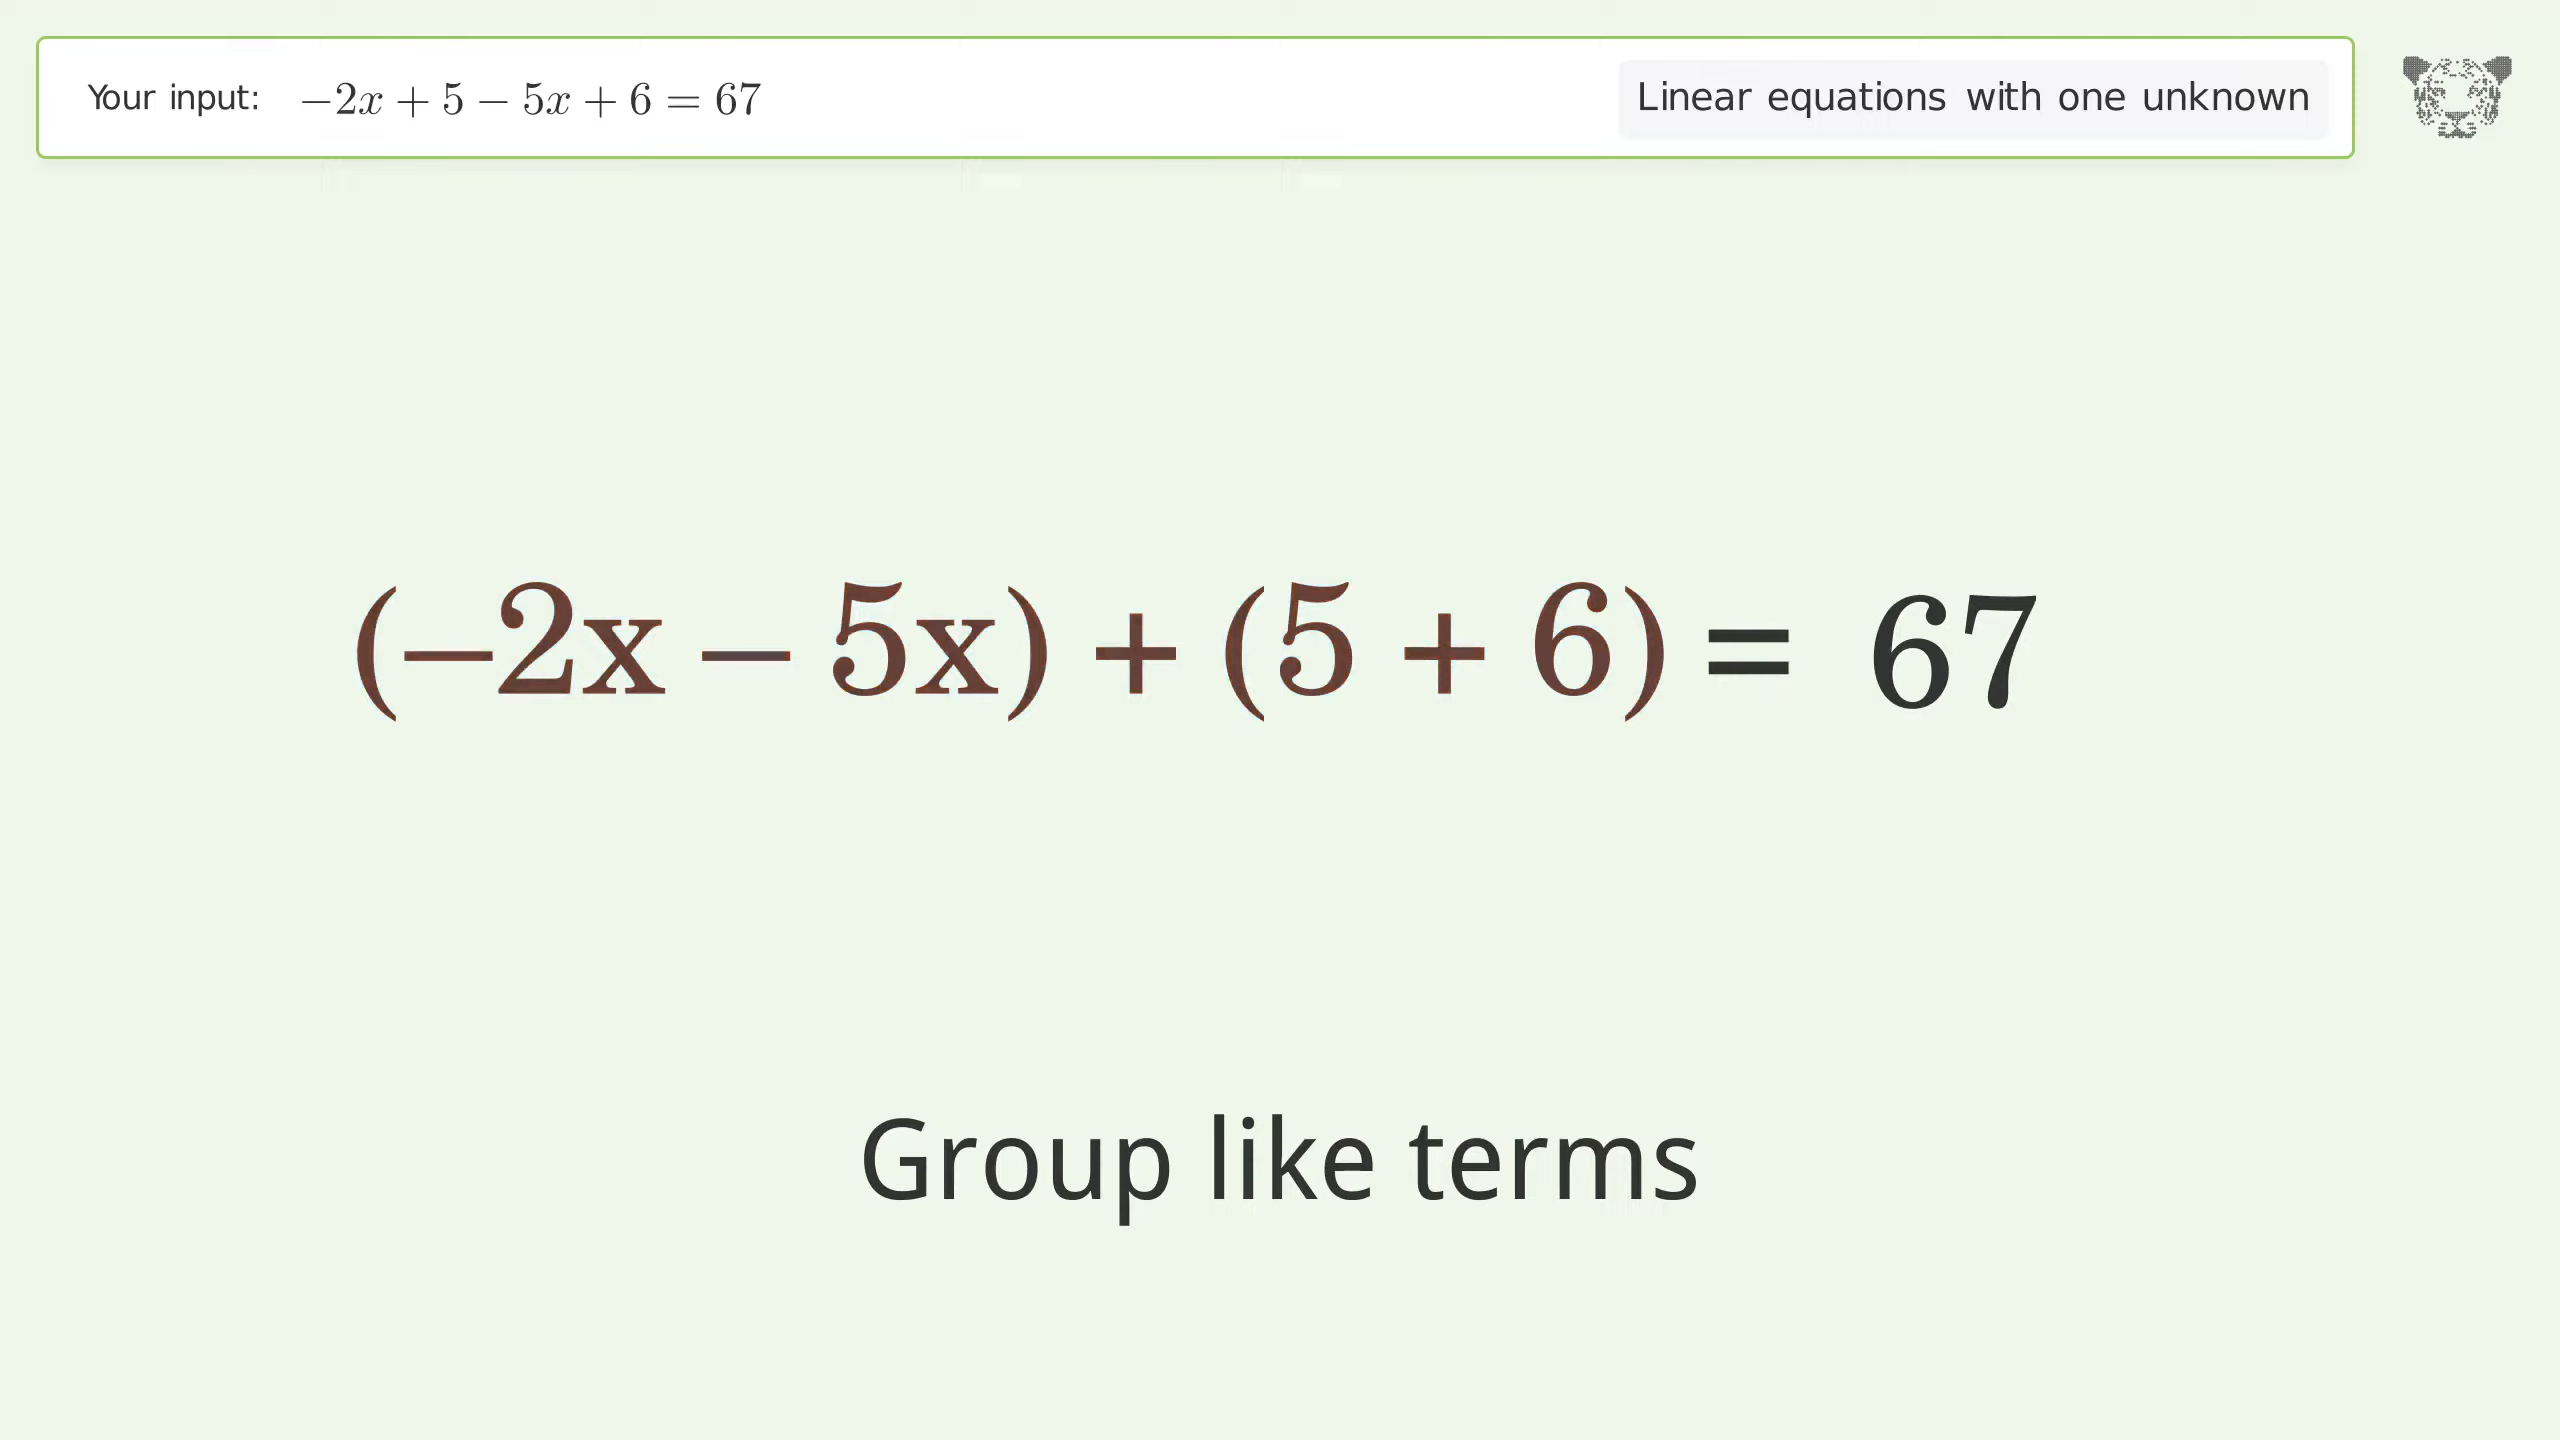 Your input: −2x + 5 − 5x + 6 = 67
Linear equations with one unknown
(−2x − 5x) + (5 + 6) = 67
Group like terms